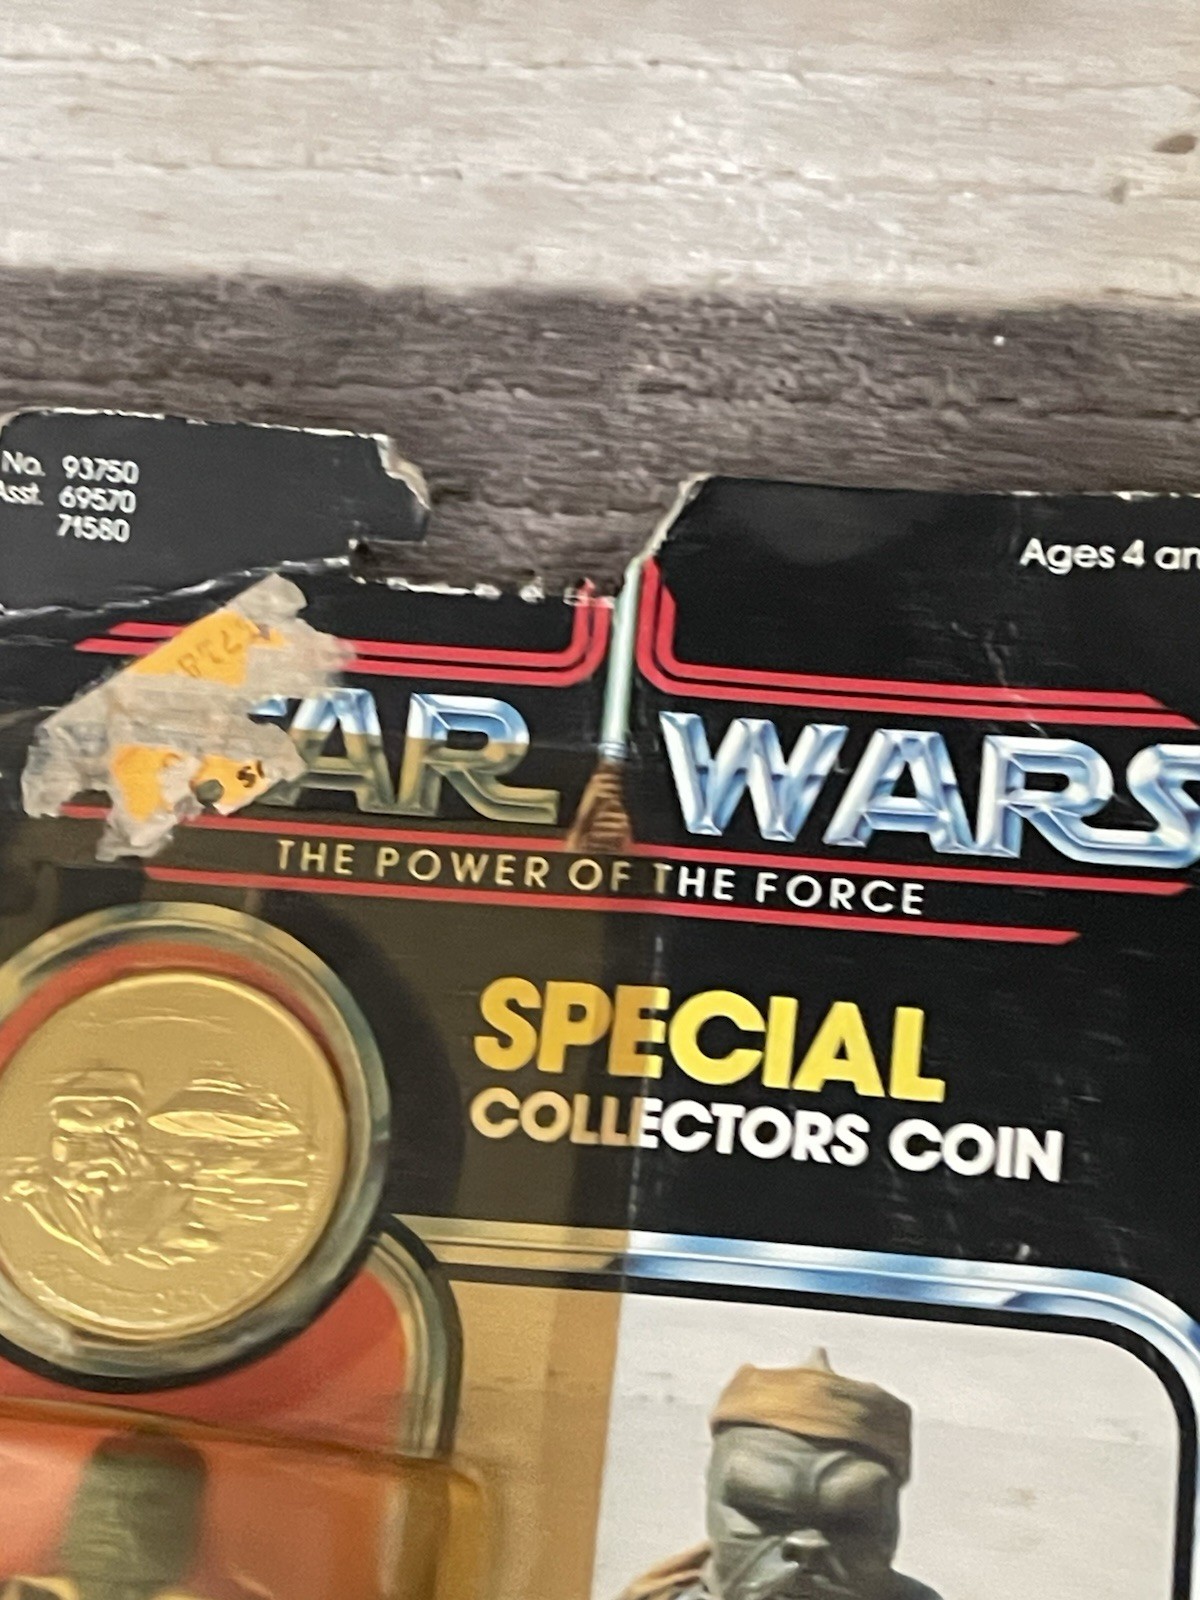 No. 93750
Asst. 69570
71580
Ages 4 an
AR WARS
THE POWER OF THE FORCE
SPECIAL
COLLECTORS COIN